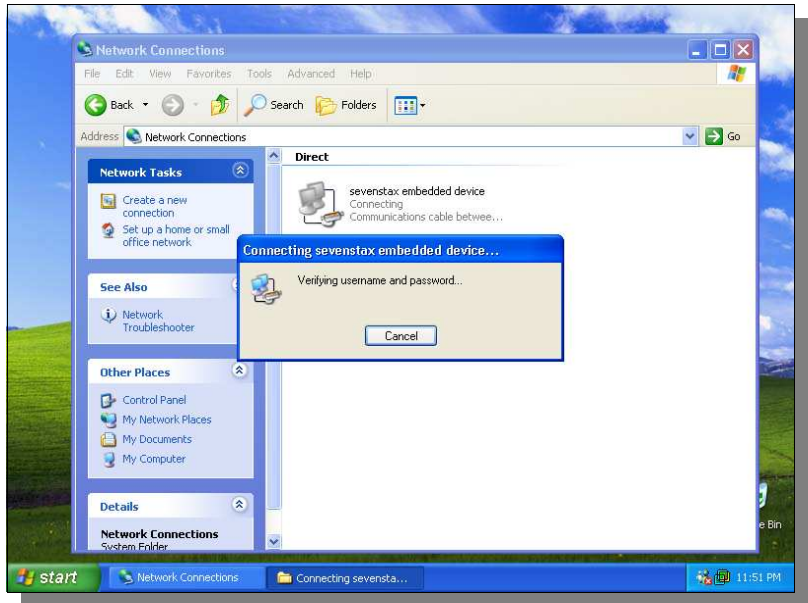 Network Connections
File Edit View Favorites Tools Advanced Help
Back Search Folders
Address Network Connections Go
Network Tasks
Create a new
connection
Set up a home or small
office network
See Also
Network
Troubleshooter
Other Places
Control Panel
My Network Places
My Documents
My Computer
Details
Network Connections
System Folder
Direct
sevenstax embedded device
Connecting
Communications cable betwee...
Connecting sevenstax embedded device...
Verifying username and password...
Cancel
e Bin
start Network Connections Connecting sevensta... 11:51 PM